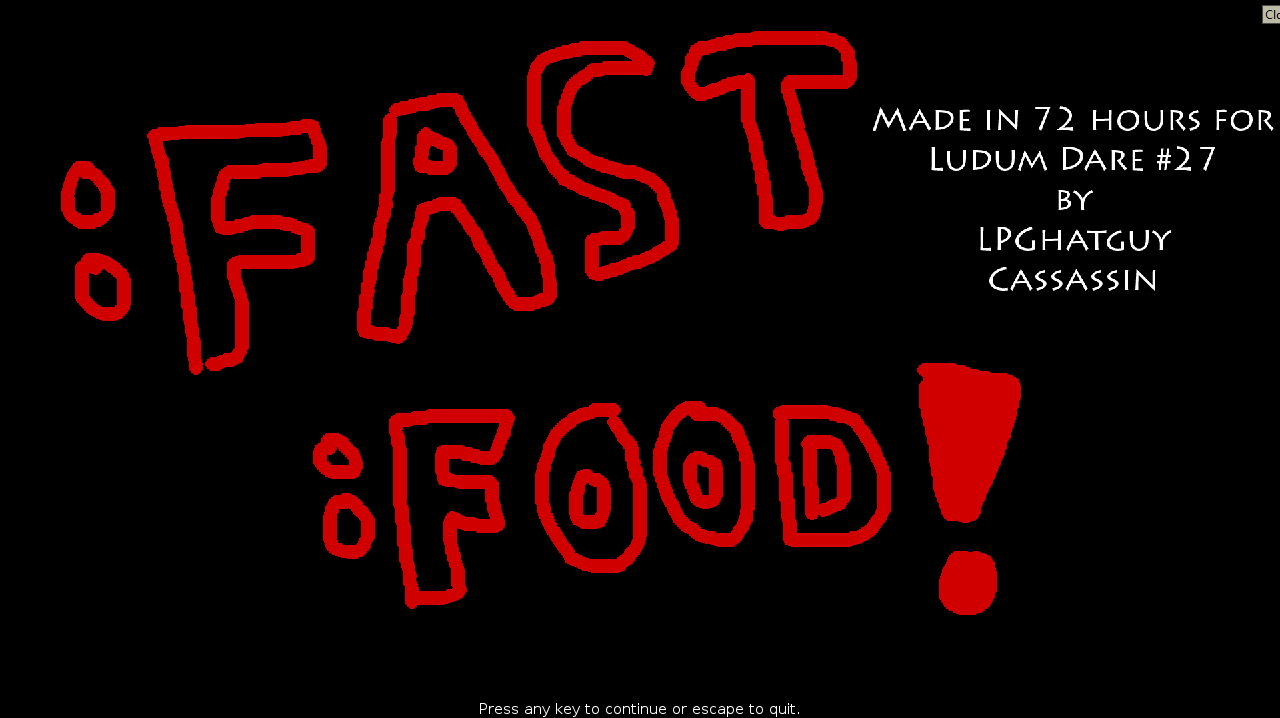 :FAST
:FOOD!
Made in 72 hours for
Ludum Dare #27
by
LPGhatguy
Cassassin
Press any key to continue or escape to quit.